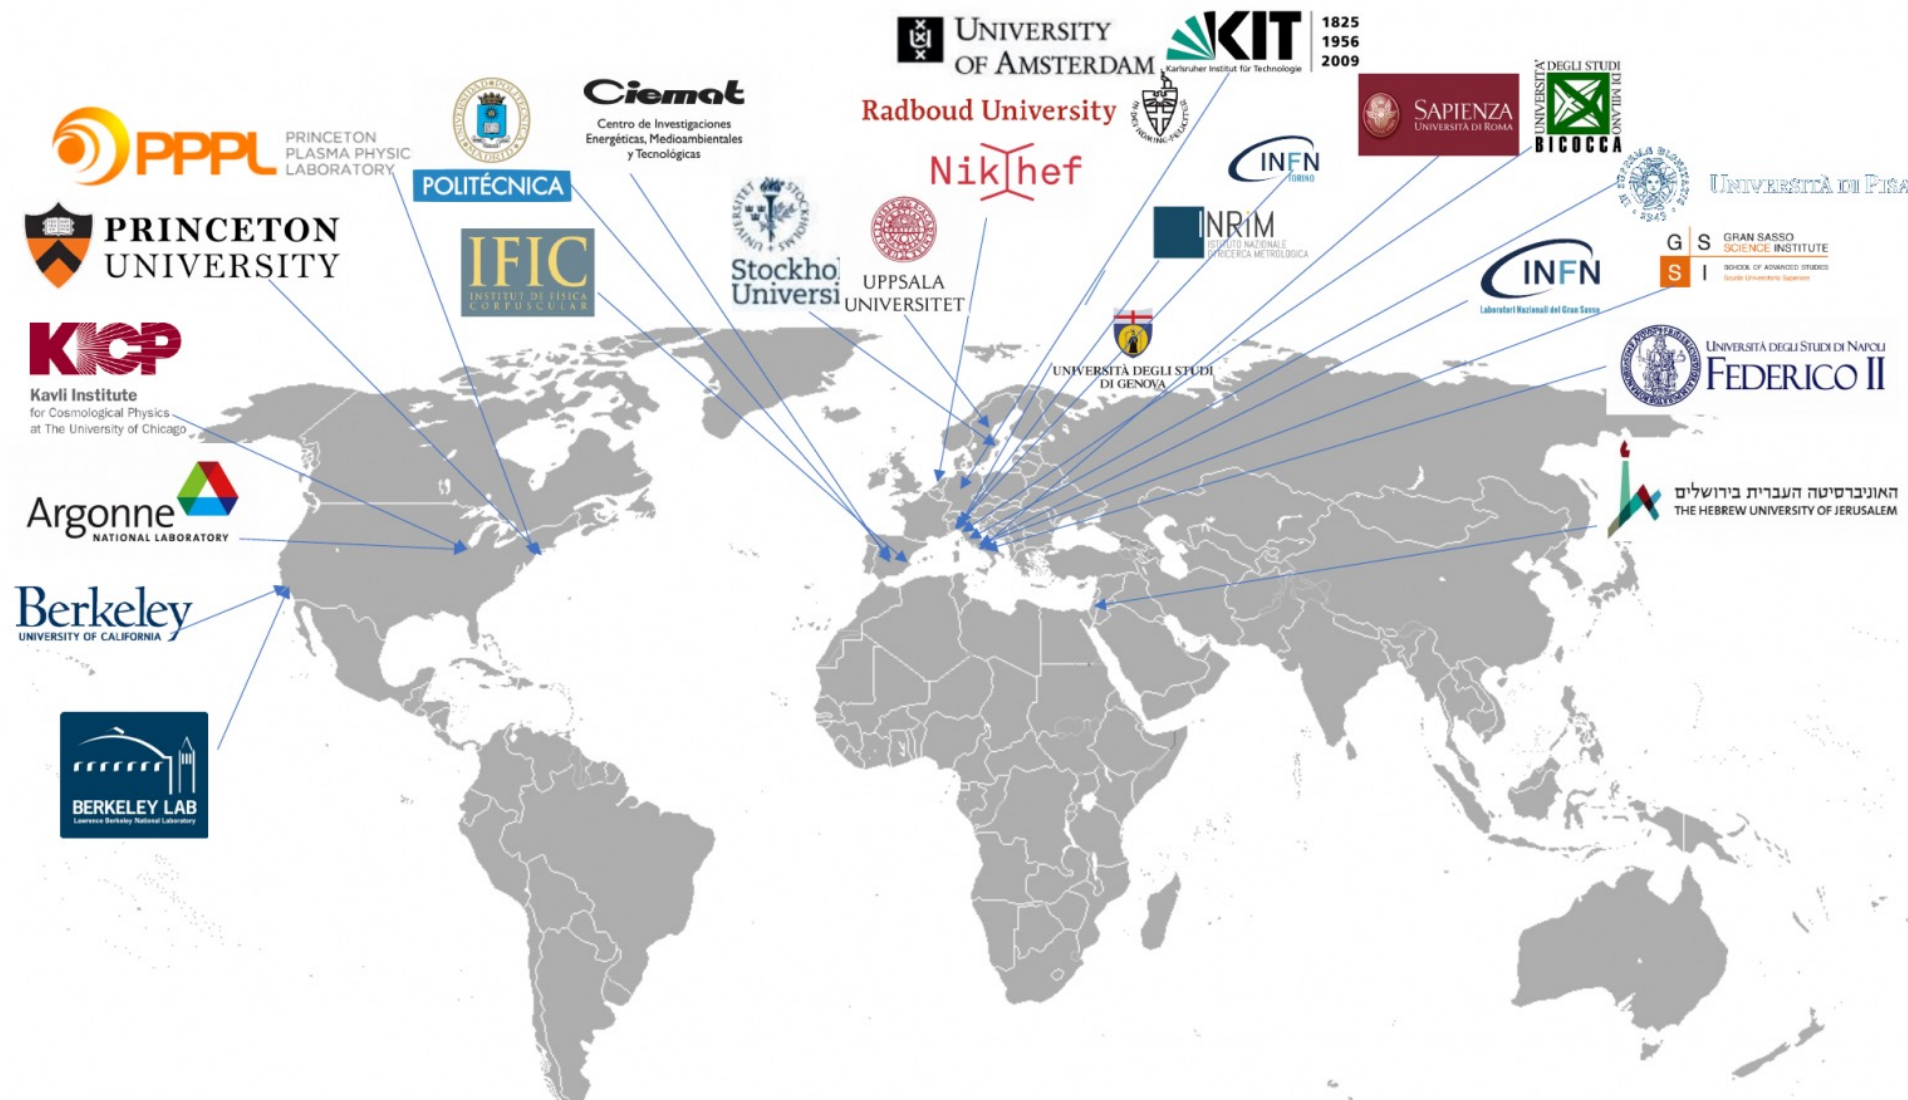 PPPL
PRINCETON
PLASMA PHYSIC
LABORATORY
PRINCETON
UNIVERSITY
KICP
Kavli Institute
for Cosmological Physics
at The University of Chicago
Argonne
NATIONAL LABORATORY
Berkeley
UNIVERSITY OF CALIFORNIA
BERKELEY LAB
Lawrence Berkeley National Laboratory
POLITÉCNICA
IFIC
INSTITUT DE FÍSICA
CORPUSCULAR
Ciemat
Centro de Investigaciones
Energéticas, Medioambientales
y Tecnológicas
Stockho
Universi
UPPSALA
UNIVERSITET
UNIVERSITY
OF AMSTERDAM
Radboud University
Nikhef
KIT
Karlsruher Institut für Technologie
1825
1956
2009
INFN
TORINO
INRiM
ISTITUTO NAZIONALE
DI RICERCA METROLOGICA
UNIVERSITÀ DEGLI STUDI
DI GENOVA
SAPIENZA
UNIVERSITÀ DI ROMA
UNIVERSITA' DEGLI STUDI DI MILANO
BICOCCA
UNIVERSITÀ DI PISA
INFN
Laboratori Nazionali del Gran Sasso
G S
S I
GRAN SASSO
SCIENCE INSTITUTE
SCHOOL OF ADVANCED STUDIES
Scuola Universitaria Superiore
UNIVERSITÀ DEGLI STUDI DI NAPOLI
FEDERICO II
האוניברסיטה העברית בירושלים
THE HEBREW UNIVERSITY OF JERUSALEM